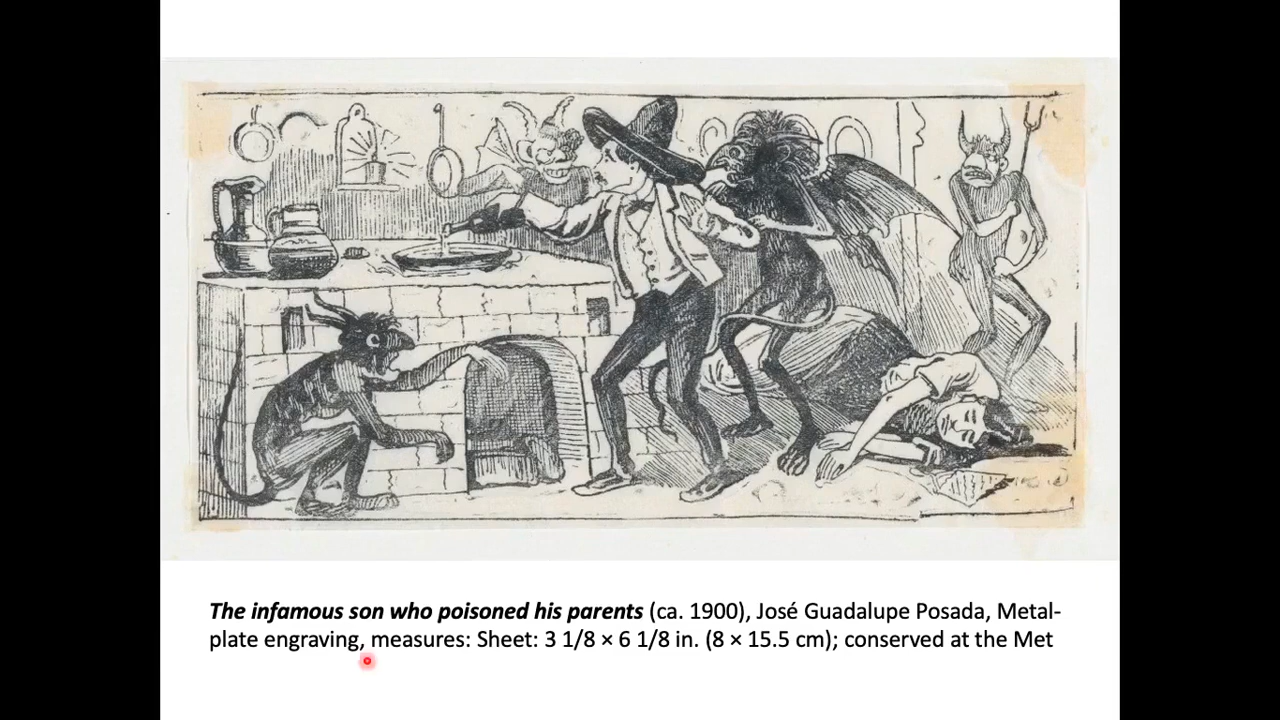 The infamous son who poisoned his parents (ca. 1900), José Guadalupe Posada, Metal-
plate engraving, measures: Sheet: 3 1/8 × 6 1/8 in. (8 × 15.5 cm); conserved at the Met